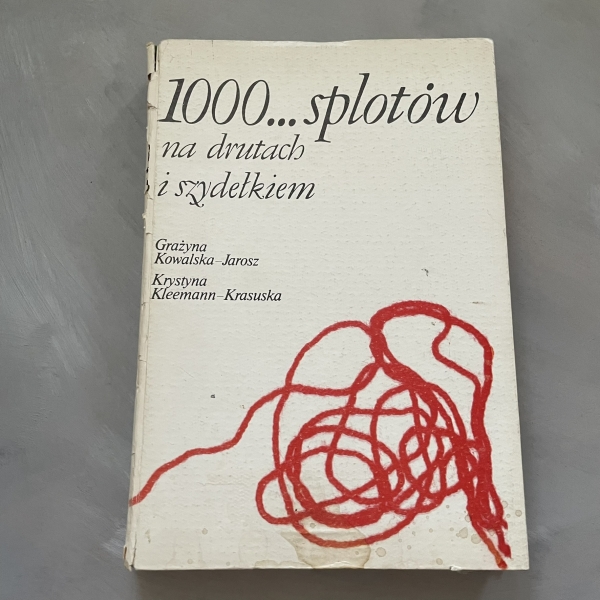 1000... splotów
na drutach
i szydełkiem
Grażyna
Kowalska–Jarosz
Krystyna
Kleemann–Krasuska